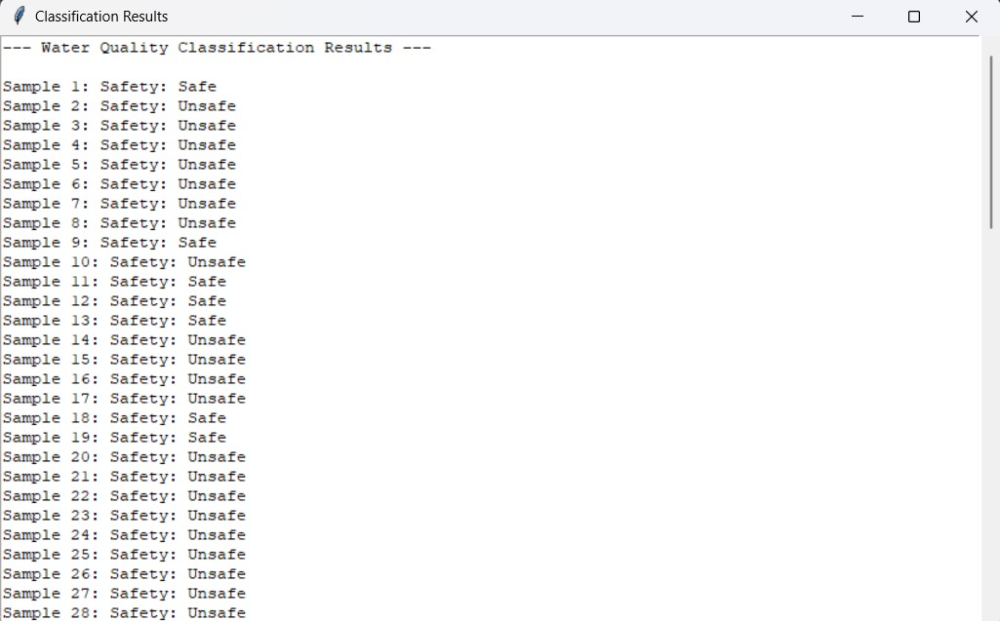 Classification Results
--- Water Quality Classification Results ---
Sample 1: Safety: Safe
Sample 2: Safety: Unsafe
Sample 3: Safety: Unsafe
Sample 4: Safety: Unsafe
Sample 5: Safety: Unsafe
Sample 6: Safety: Unsafe
Sample 7: Safety: Unsafe
Sample 8: Safety: Unsafe
Sample 9: Safety: Safe
Sample 10: Safety: Unsafe
Sample 11: Safety: Safe
Sample 12: Safety: Safe
Sample 13: Safety: Safe
Sample 14: Safety: Unsafe
Sample 15: Safety: Unsafe
Sample 16: Safety: Unsafe
Sample 17: Safety: Unsafe
Sample 18: Safety: Safe
Sample 19: Safety: Safe
Sample 20: Safety: Unsafe
Sample 21: Safety: Unsafe
Sample 22: Safety: Unsafe
Sample 23: Safety: Unsafe
Sample 24: Safety: Unsafe
Sample 25: Safety: Unsafe
Sample 26: Safety: Unsafe
Sample 27: Safety: Unsafe
Sample 28: Safety: Unsafe